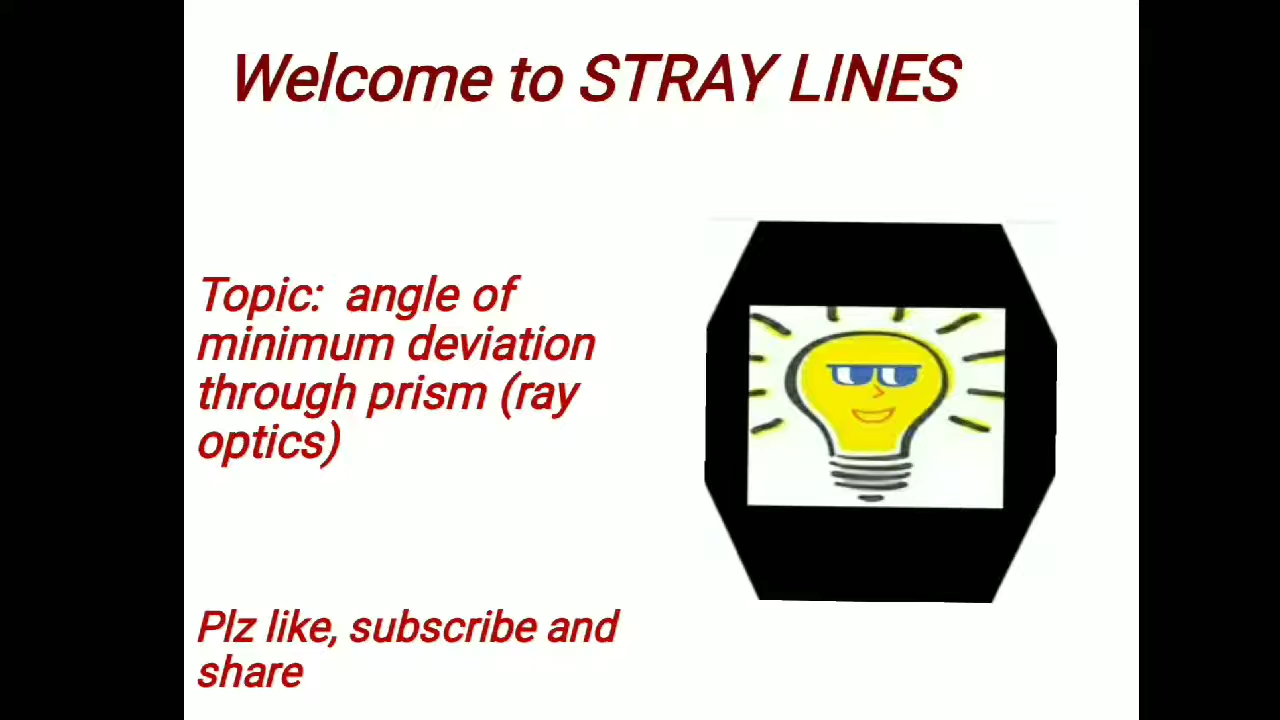 Welcome to STRAY LINES
Topic:  angle of
minimum deviation
through prism (ray
optics)
Plz like, subscribe and
share